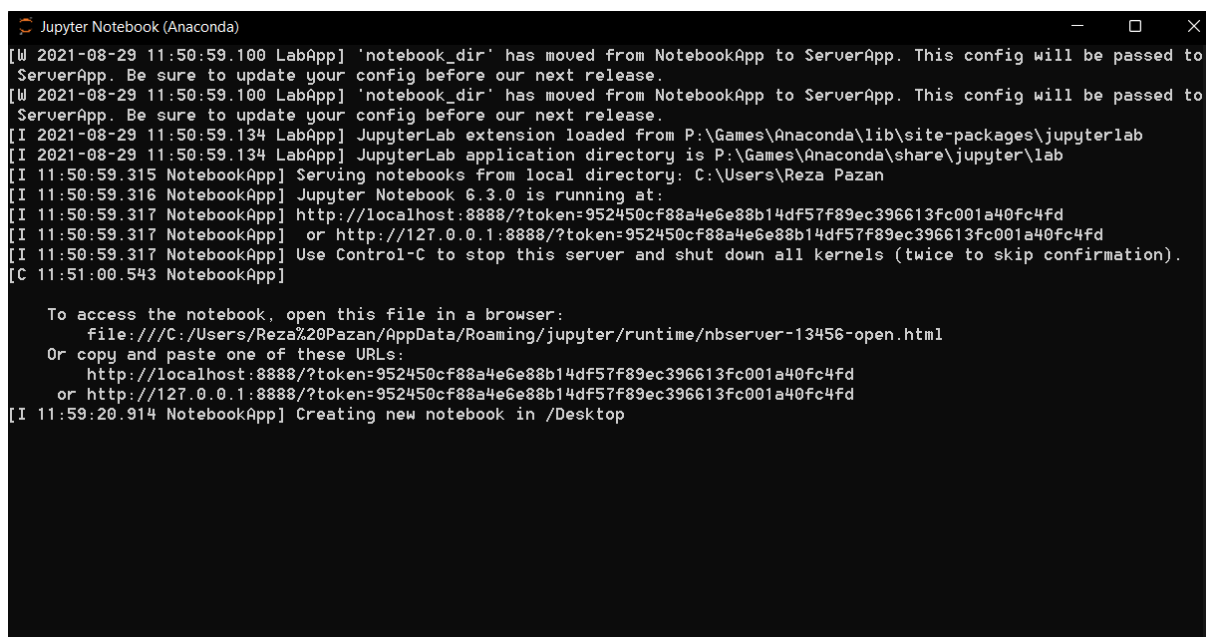 Jupyter Notebook (Anaconda)
[W 2021-08-29 11:50:59.100 LabApp] 'notebook_dir' has moved from NotebookApp to ServerApp. This config will be passed to
ServerApp. Be sure to update your config before our next release.
[W 2021-08-29 11:50:59.100 LabApp] 'notebook_dir' has moved from NotebookApp to ServerApp. This config will be passed to
ServerApp. Be sure to update your config before our next release.
[I 2021-08-29 11:50:59.134 LabApp] JupyterLab extension loaded from P:\Games\Anaconda\lib\site-packages\jupyterlab
[I 2021-08-29 11:50:59.134 LabApp] JupyterLab application directory is P:\Games\Anaconda\share\jupyter\lab
[I 11:50:59.315 NotebookApp] Serving notebooks from local directory: C:\Users\Reza Pazan
[I 11:50:59.316 NotebookApp] Jupyter Notebook 6.3.0 is running at:
[I 11:50:59.317 NotebookApp] http://localhost:8888/?token=952450cf88a4e6e88b14df57f89ec396613fc001a40fc4fd
[I 11:50:59.317 NotebookApp]  or http://127.0.0.1:8888/?token=952450cf88a4e6e88b14df57f89ec396613fc001a40fc4fd
[I 11:50:59.317 NotebookApp] Use Control-C to stop this server and shut down all kernels (twice to skip confirmation).
[C 11:51:00.543 NotebookApp]
To access the notebook, open this file in a browser:
file:///C:/Users/Reza%20Pazan/AppData/Roaming/jupyter/runtime/nbserver-13456-open.html
Or copy and paste one of these URLs:
http://localhost:8888/?token=952450cf88a4e6e88b14df57f89ec396613fc001a40fc4fd
or http://127.0.0.1:8888/?token=952450cf88a4e6e88b14df57f89ec396613fc001a40fc4fd
[I 11:59:20.914 NotebookApp] Creating new notebook in /Desktop